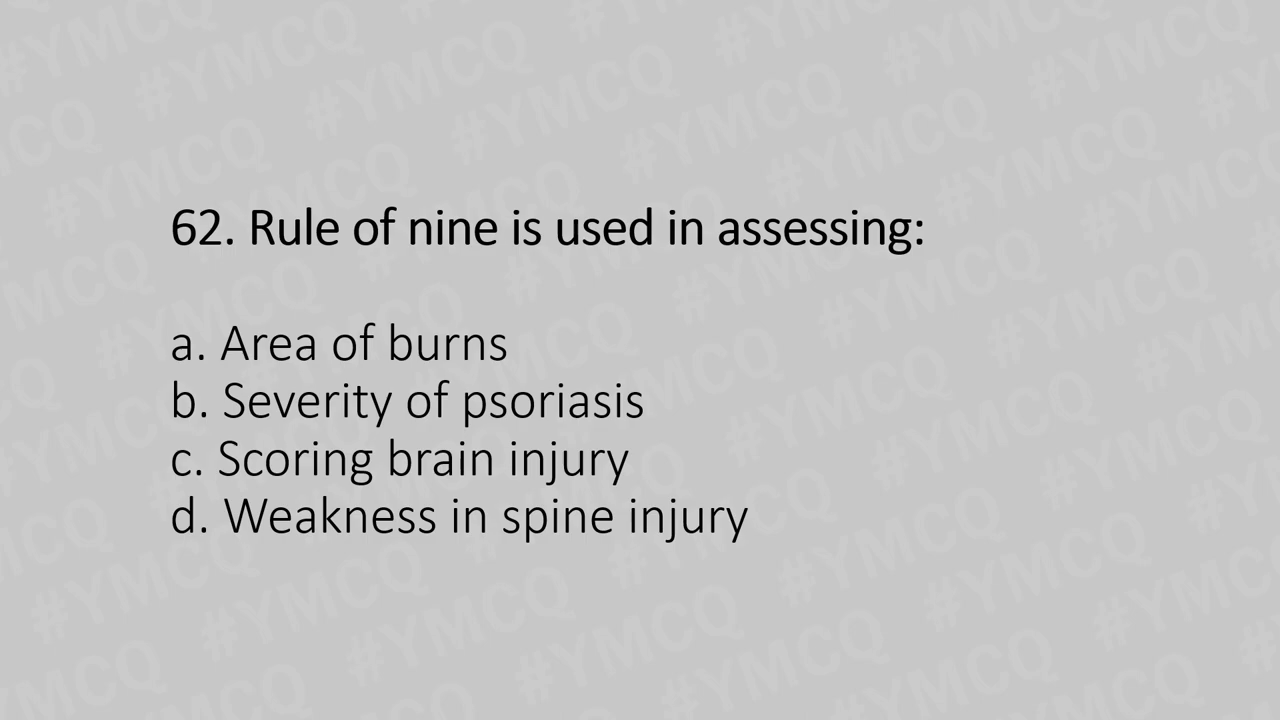 62. Rule of nine is used in assessing:
a. Area of burns
b. Severity of psoriasis
c. Scoring brain injury
d. Weakness in spine injury
#YMCQ